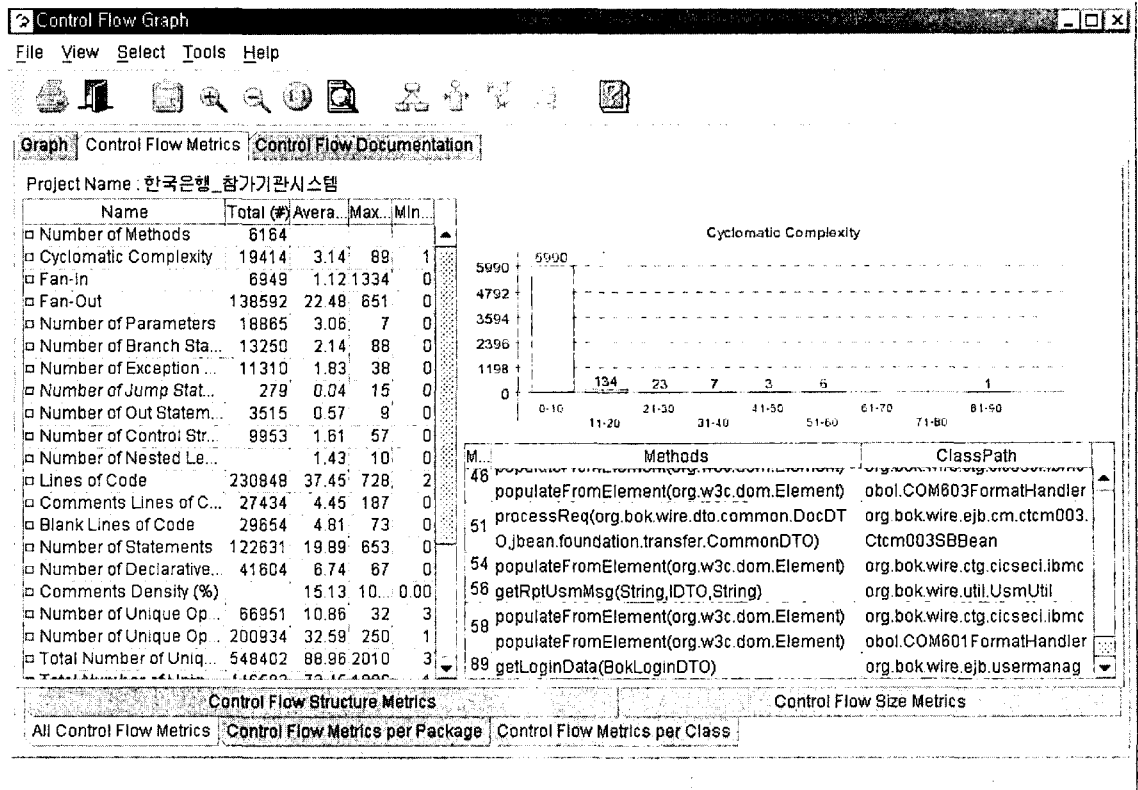 Control Flow Graph
File View Select Tools Help
Graph Control Flow Metrics Control Flow Documentation
Project Name : 한국은행_참가기관시스템
Name Total (#) Avera... Max... Min...
Number of Methods 6164
Cyclomatic Complexity 19414 3.14 89 1
Fan-In 6949 1.12 1334 0
Fan-Out 138592 22.48 651 0
Number of Parameters 18865 3.06 7 0
Number of Branch Sta... 13250 2.14 88 0
Number of Exception ... 11310 1.83 38 0
Number of Jump Stat... 279 0.04 15 0
Number of Out Statem... 3515 0.57 9 0
Number of Control Str... 9953 1.61 57 0
Number of Nested Le... 1.43 10 0
Lines of Code 230848 37.45 728 2
Comments Lines of C... 27434 4.45 187 0
Blank Lines of Code 29654 4.81 73 0
Number of Statements 122631 19.89 653 0
Number of Declarative... 41604 6.74 67 0
Comments Density (%) 15.13 10... 0.00
Number of Unique Op... 66951 10.86 32 3
Number of Unique Op... 200934 32.59 250 1
Total Number of Uniq... 548402 88.96 2010 3
Cyclomatic Complexity
5990
4792
3594
2396
1198
0
5990 134 23 7 3 6 1
0-10 21-30 41-50 61-70 81-90
11-20 31-40 51-60 71-80
M... Methods ClassPath
46 populateFromElement(org.w3c.dom.Element)
populateFromElement(org.w3c.dom.Element) obol.COM603FormatHandler
51 processReq(org.bok.wire.dto.common.DocDT org.bok.wire.ejb.cm.ctcm003.
O,jbean.foundation.transfer.CommonDTO) Ctcm003SBBean
54 populateFromElement(org.w3c.dom.Element) org.bok.wire.ctg.cicseci.ibmc
56 getRptUsmMsg(String,IDTO,String) org.bok.wire.util.UsmUtil
58 populateFromElement(org.w3c.dom.Element) org.bok.wire.ctg.cicseci.ibmc
populateFromElement(org.w3c.dom.Element) obol.COM601FormatHandler
89 getLoginData(BokLoginDTO) org.bok.wire.ejb.usermanag
Control Flow Structure Metrics Control Flow Size Metrics
All Control Flow Metrics Control Flow Metrics per Package Control Flow Metrics per Class